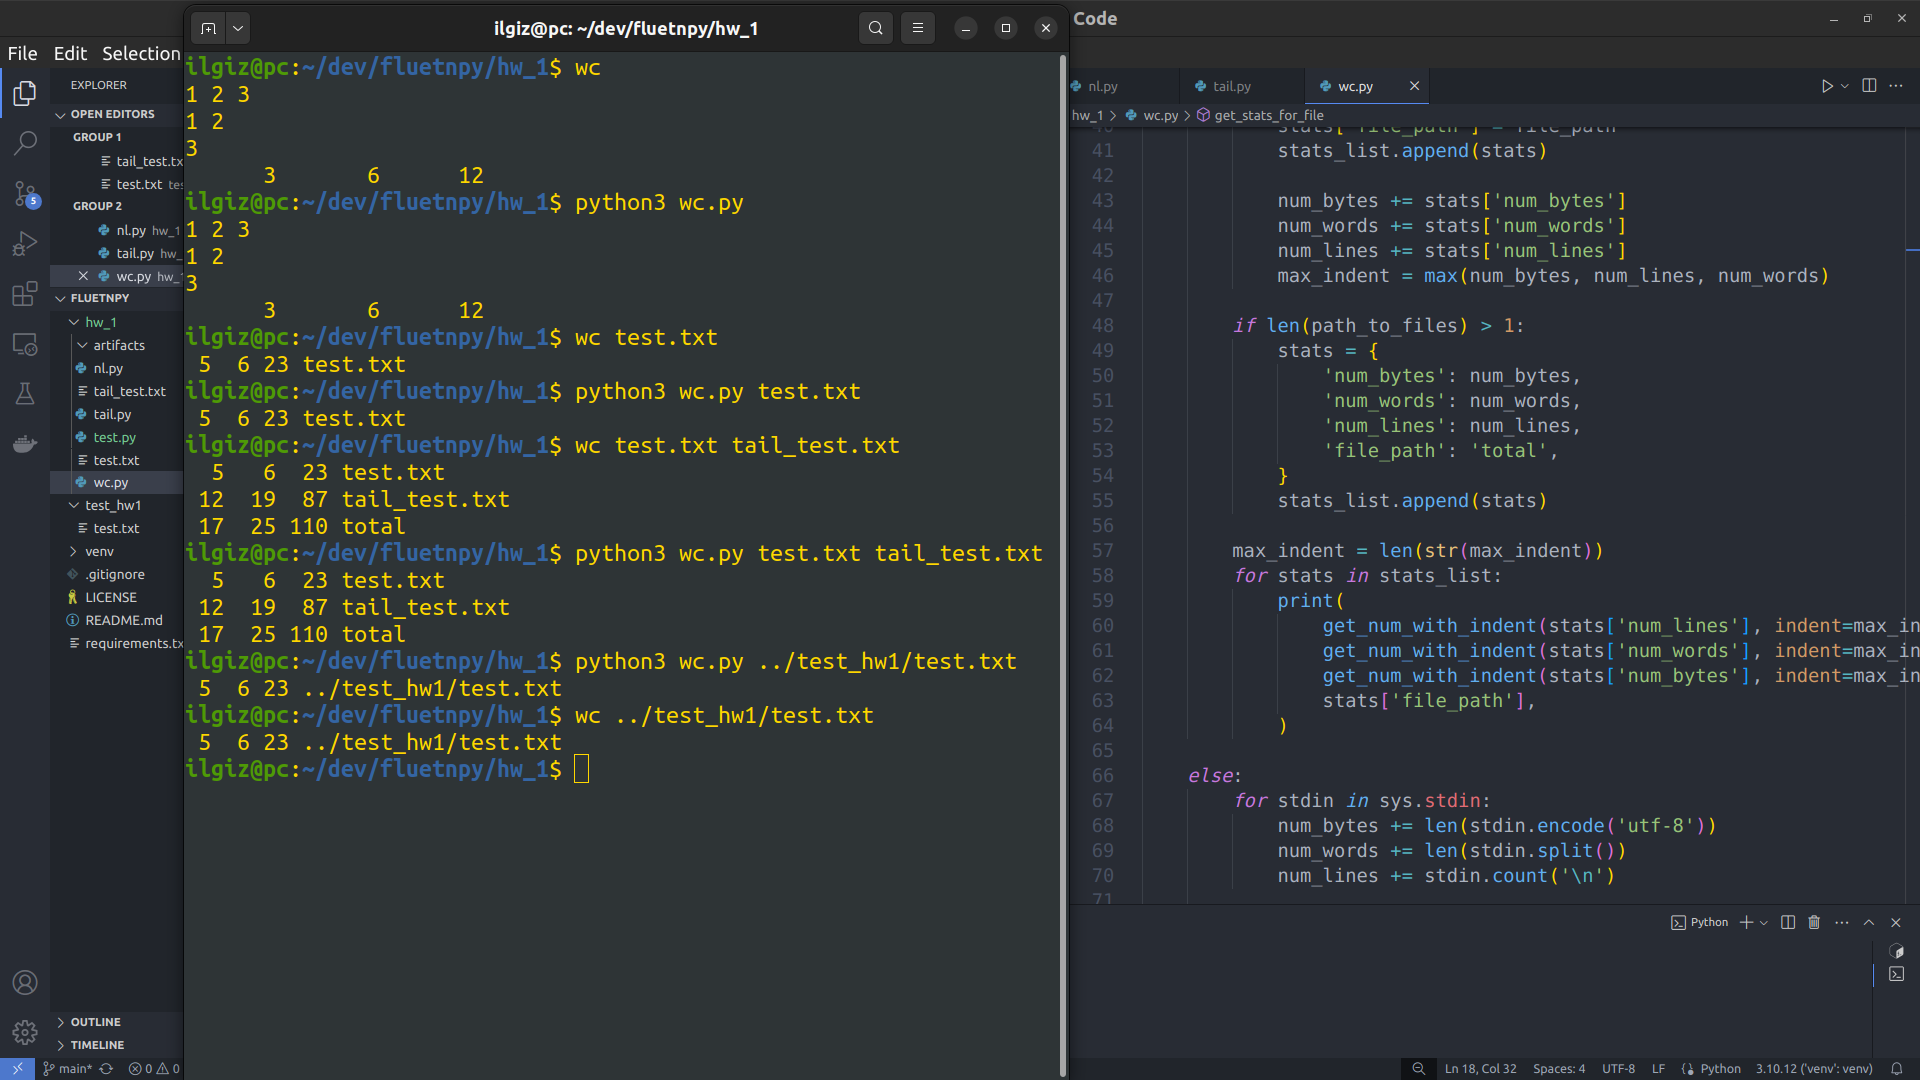 ilgiz@pc: ~/dev/fluetnpy/hw_1
Code
File Edit Selection
EXPLORER
OPEN EDITORS
GROUP 1
tail_test.tx
test.txt tes
GROUP 2
nl.py hw_1
tail.py hw_
wc.py hw_
FLUETNPY
hw_1
artifacts
nl.py
tail_test.txt
tail.py
test.py
test.txt
wc.py
test_hw1
test.txt
venv
.gitignore
LICENSE
README.md
requirements.tx
OUTLINE
TIMELINE
5
ilgiz@pc:~/dev/fluetnpy/hw_1$ wc
1 2 3
1 2
3
      3       6      12
ilgiz@pc:~/dev/fluetnpy/hw_1$ python3 wc.py
1 2 3
1 2
3
      3       6      12
ilgiz@pc:~/dev/fluetnpy/hw_1$ wc test.txt
 5  6 23 test.txt
ilgiz@pc:~/dev/fluetnpy/hw_1$ python3 wc.py test.txt
 5  6 23 test.txt
ilgiz@pc:~/dev/fluetnpy/hw_1$ wc test.txt tail_test.txt
  5   6  23 test.txt
 12  19  87 tail_test.txt
 17  25 110 total
ilgiz@pc:~/dev/fluetnpy/hw_1$ python3 wc.py test.txt tail_test.txt
  5   6  23 test.txt
 12  19  87 tail_test.txt
 17  25 110 total
ilgiz@pc:~/dev/fluetnpy/hw_1$ python3 wc.py ../test_hw1/test.txt
 5  6 23 ../test_hw1/test.txt
ilgiz@pc:~/dev/fluetnpy/hw_1$ wc ../test_hw1/test.txt
 5  6 23 ../test_hw1/test.txt
ilgiz@pc:~/dev/fluetnpy/hw_1$
nl.py tail.py wc.py
hw_1 > wc.py > get_stats_for_file
40 stats['file_path'] = file_path
41 stats_list.append(stats)
42
43 num_bytes += stats['num_bytes']
44 num_words += stats['num_words']
45 num_lines += stats['num_lines']
46 max_indent = max(num_bytes, num_lines, num_words)
47
48 if len(path_to_files) > 1:
49 stats = {
50 'num_bytes': num_bytes,
51 'num_words': num_words,
52 'num_lines': num_lines,
53 'file_path': 'total',
54 }
55 stats_list.append(stats)
56
57 max_indent = len(str(max_indent))
58 for stats in stats_list:
59 print(
60 get_num_with_indent(stats['num_lines'], indent=max_in
61 get_num_with_indent(stats['num_words'], indent=max_in
62 get_num_with_indent(stats['num_bytes'], indent=max_in
63 stats['file_path'],
64 )
65
66 else:
67 for stdin in sys.stdin:
68 num_bytes += len(stdin.encode('utf-8'))
69 num_words += len(stdin.split())
70 num_lines += stdin.count('\n')
71
Python
main* 0 0 Ln 18, Col 32 Spaces: 4 UTF-8 LF Python 3.10.12 ('venv': venv)